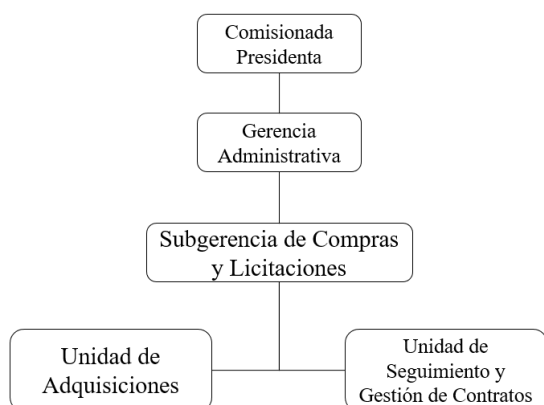 Comisionada
Presidenta
Gerencia
Administrativa
Subgerencia de Compras
y Licitaciones
Unidad de
Adquisiciones
Unidad de
Seguimiento y
Gestión de Contratos